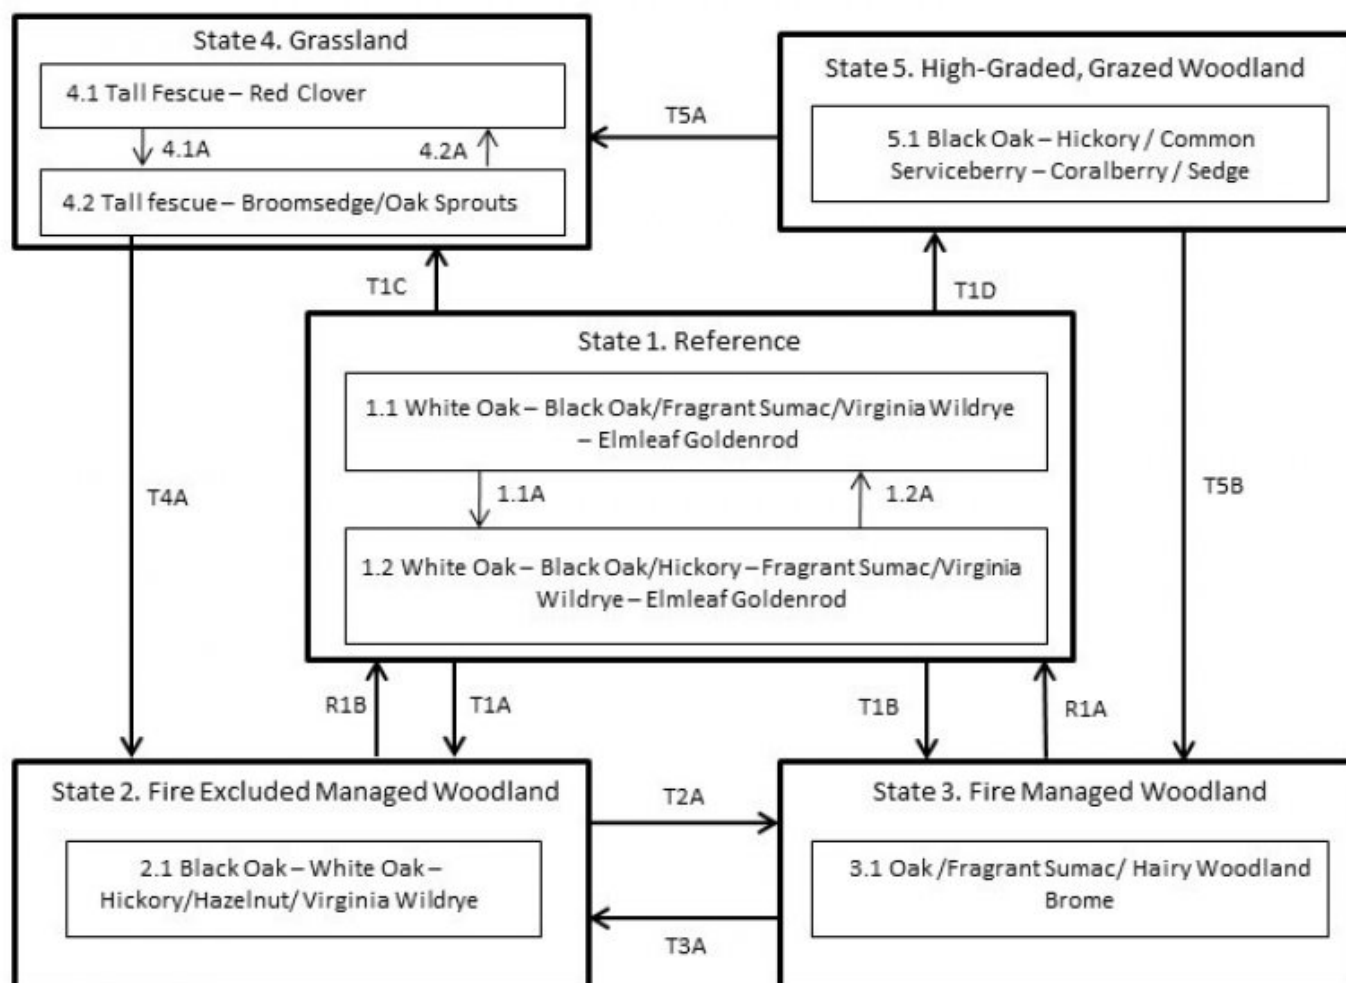 State 4. Grassland
4.1 Tall Fescue – Red Clover
4.1A
4.2A
4.2 Tall fescue – Broomsedge/Oak Sprouts
T5A
State 5. High-Graded, Grazed Woodland
5.1 Black Oak – Hickory / Common
Serviceberry – Coralberry / Sedge
T1C
T1D
State 1. Reference
1.1 White Oak – Black Oak/Fragrant Sumac/Virginia Wildrye
– Elmleaf Goldenrod
1.1A
1.2A
1.2 White Oak – Black Oak/Hickory – Fragrant Sumac/Virginia
Wildrye – Elmleaf Goldenrod
T4A
T5B
R1B
T1A
T1B
R1A
State 2. Fire Excluded Managed Woodland
2.1 Black Oak – White Oak –
Hickory/Hazelnut/ Virginia Wildrye
T2A
T3A
State 3. Fire Managed Woodland
3.1 Oak /Fragrant Sumac/ Hairy Woodland
Brome